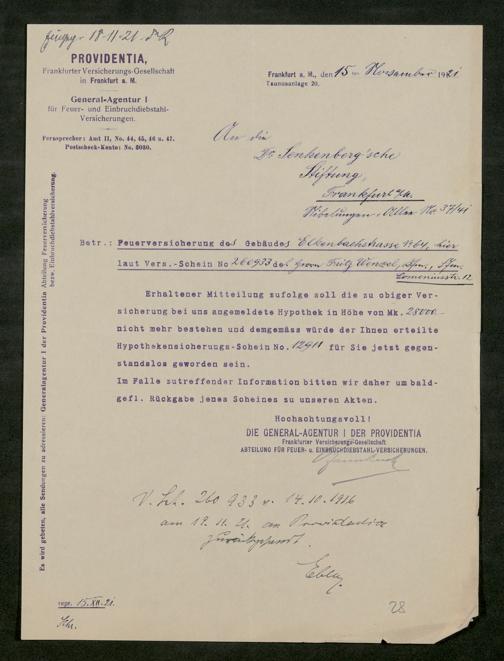 18-11-21
PROVIDENTIA,
Frankfurter Versicherungs-Gesellschaft
in Frankfurt a. M.
General-Agentur I
für Feuer- und Einbruchdiebstahl-
Versicherungen.
Fernsprecher: Amt II, No. 44, 45, 46 u. 47.
Postscheck-Konto: No. 8080.
Frankfurt a. M., den 15 November 1921
Taunusanlage 20.
An die
Dr. Senkenberg'sche
Stiftung,
Frankfurt a/M.
Nibelungen-Allee No 37/41
Betr.: Feuerversicherung des Gebäudes Elkenbachstrasse No 64, hier
laut Vers.-Schein No 260933 des Herrn Fritz Wenzel,
Comeniusstr. 12
Erhaltener Mitteilung zufolge soll die zu obiger Ver-
sicherung bei uns angemeldete Hypothek in Höhe von Mk. 28000.-
nicht mehr bestehen und demgemäss würde der Ihnen erteilte
Hypothekensicherungs-Schein No. 12911 für Sie jetzt gegen-
standslos geworden sein.
Im Falle zutreffender Information bitten wir daher um bald-
gefl. Rückgabe jenes Scheines zu unseren Akten.
Hochachtungsvoll!
DIE GENERAL-AGENTUR I DER PROVIDENTIA
Frankfurter Versicherungs-Gesellschaft
ABTEILUNG FÜR FEUER- u. EINBRUCHDIEBSTAHL-VERSICHERUNGEN.
V. Sch. 260 933 v. 14.10.1916
am 19.11.21. an Providentia
zurückgesandt.
15.XII.21.
28
Es wird gebeten, alle Sendungen zu adressieren: Generalagentur I der Providentia Abteilung Feuerversicherung
bezw. Einbruchdiebstahlversicherung.